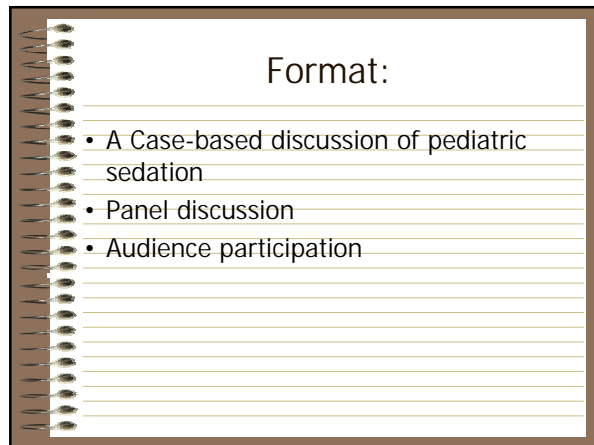 Format:
• A Case-based discussion of pediatric
sedation
• Panel discussion
• Audience participation